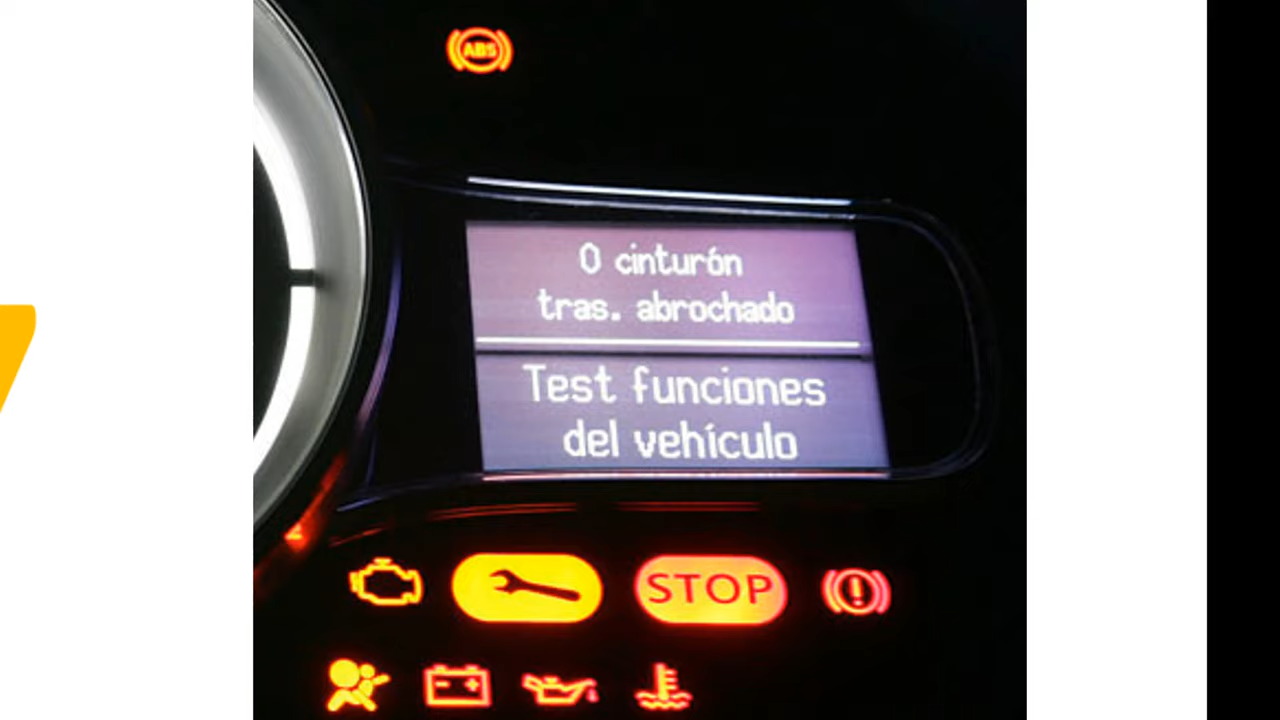 ABS
0 cinturón
tras. abrochado
Test funciones
del vehículo
STOP